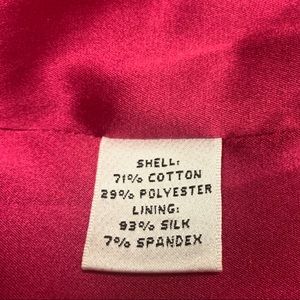 SHELL:
71% COTTON
29% POLYESTER
LINING:
93% SILK
7% SPANDEX